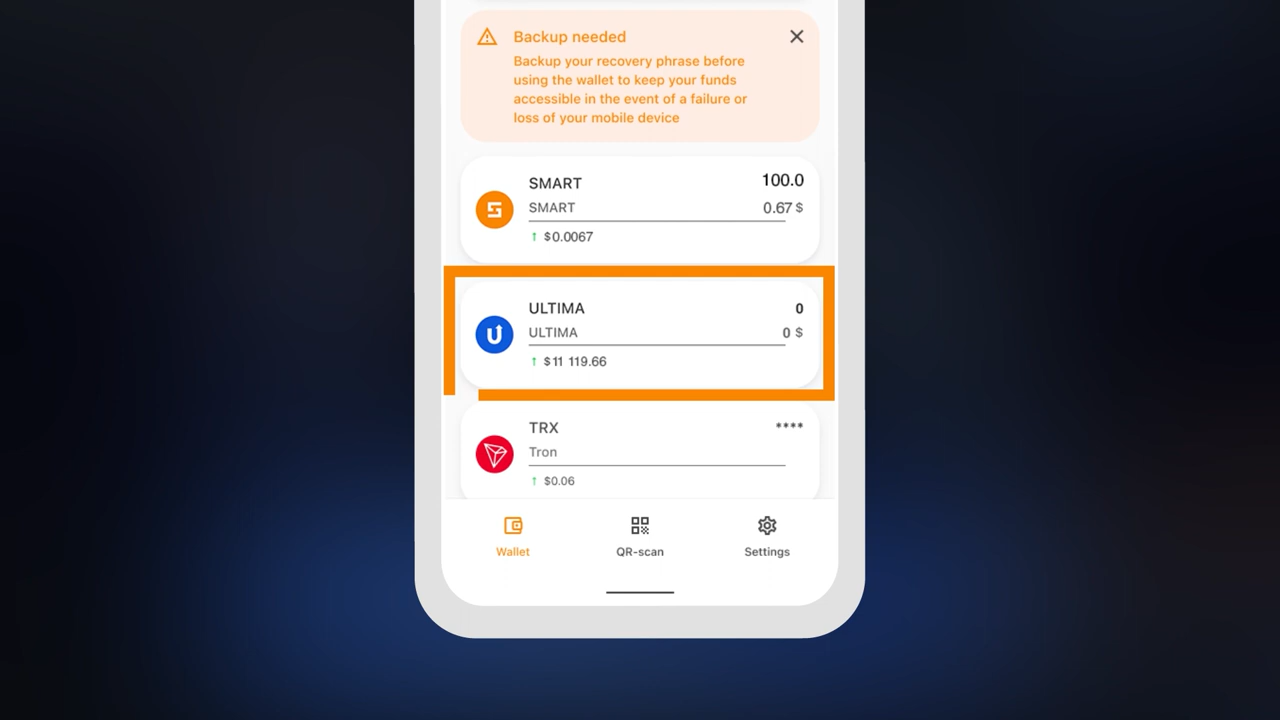 Backup needed
Backup your recovery phrase before
using the wallet to keep your funds
accessible in the event of a failure or
loss of your mobile device
SMART 100.0
SMART 0.67 $
↑ $0.0067
ULTIMA 0
ULTIMA 0 $
↑ $11 119.66
TRX ****
Tron
↑ $0.06
Wallet QR-scan Settings